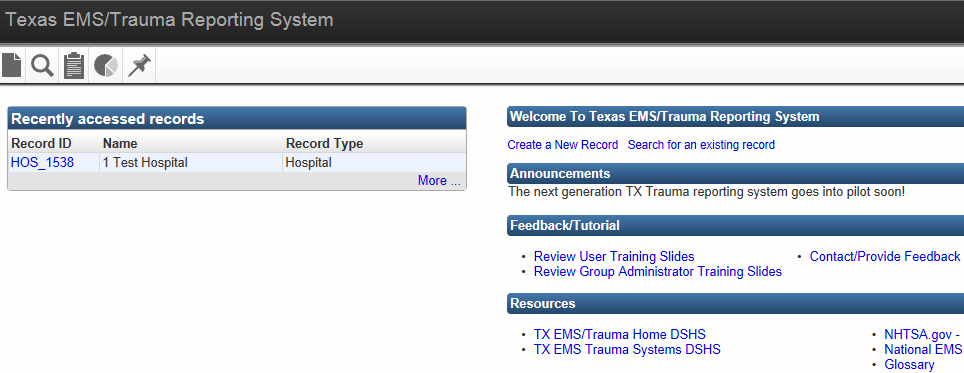 Texas EMS/Trauma Reporting System
Recently accessed records
Record ID Name Record Type
HOS_1538 1 Test Hospital Hospital
More ...
Welcome To Texas EMS/Trauma Reporting System
Create a New Record Search for an existing record
Announcements
The next generation TX Trauma reporting system goes into pilot soon!
Feedback/Tutorial
• Review User Training Slides • Contact/Provide Feedback
• Review Group Administrator Training Slides
Resources
• TX EMS/Trauma Home DSHS • NHTSA.gov -
• TX EMS Trauma Systems DSHS • National EMS
• Glossary